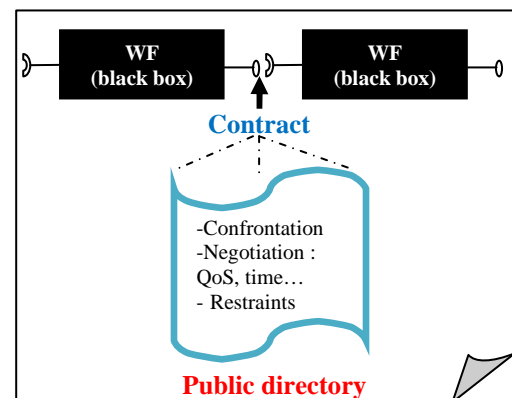 WF
(black box)
WF
(black box)
Contract
-Confrontation
-Negotiation :
QoS, time…
- Restraints
Public directory